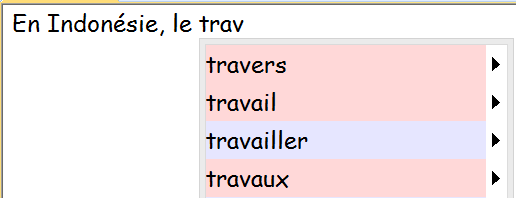 En Indonésie, le trav
travers
travail
travailler
travaux